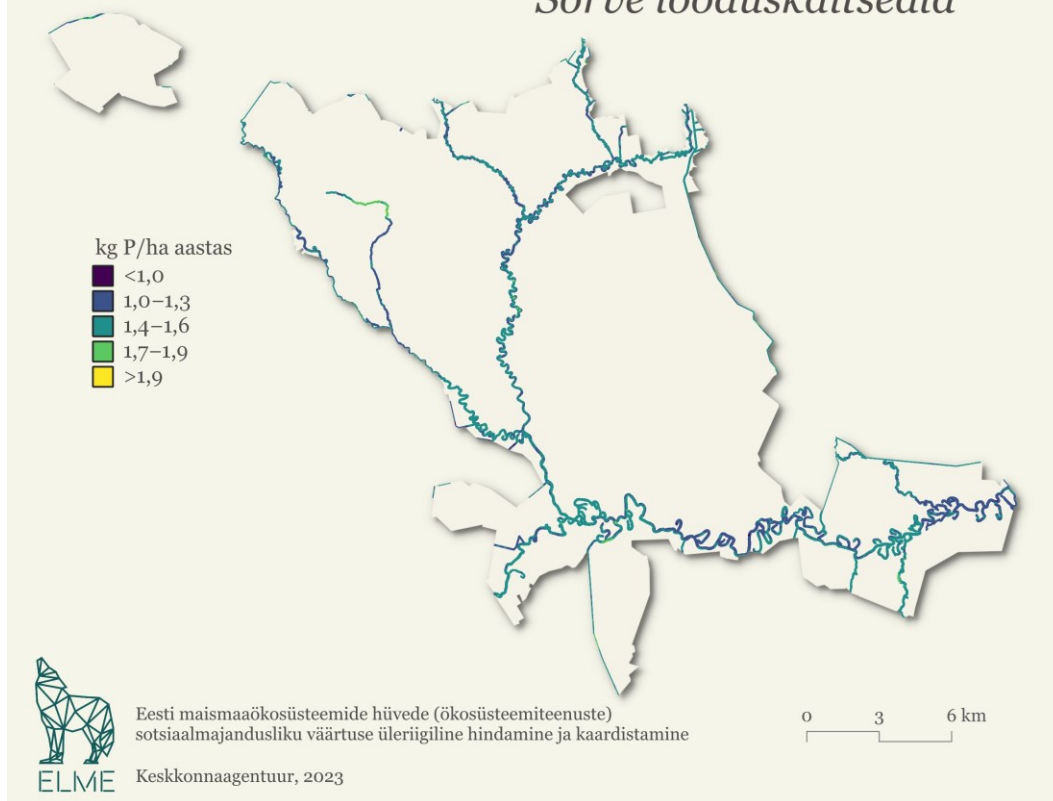 looduskaitseala
kg P/ha aastas
<1,0
1,0–1,3
1,4–1,6
1,7–1,9
>1,9
0 3 6 km
Eesti maismaaökosüsteemide hüvede (ökosüsteemiteenuste)
sotsiaalmajandusliku väärtuse üleriigiline hindamine ja kaardistamine
ELME
Keskkonnaagentuur, 2023